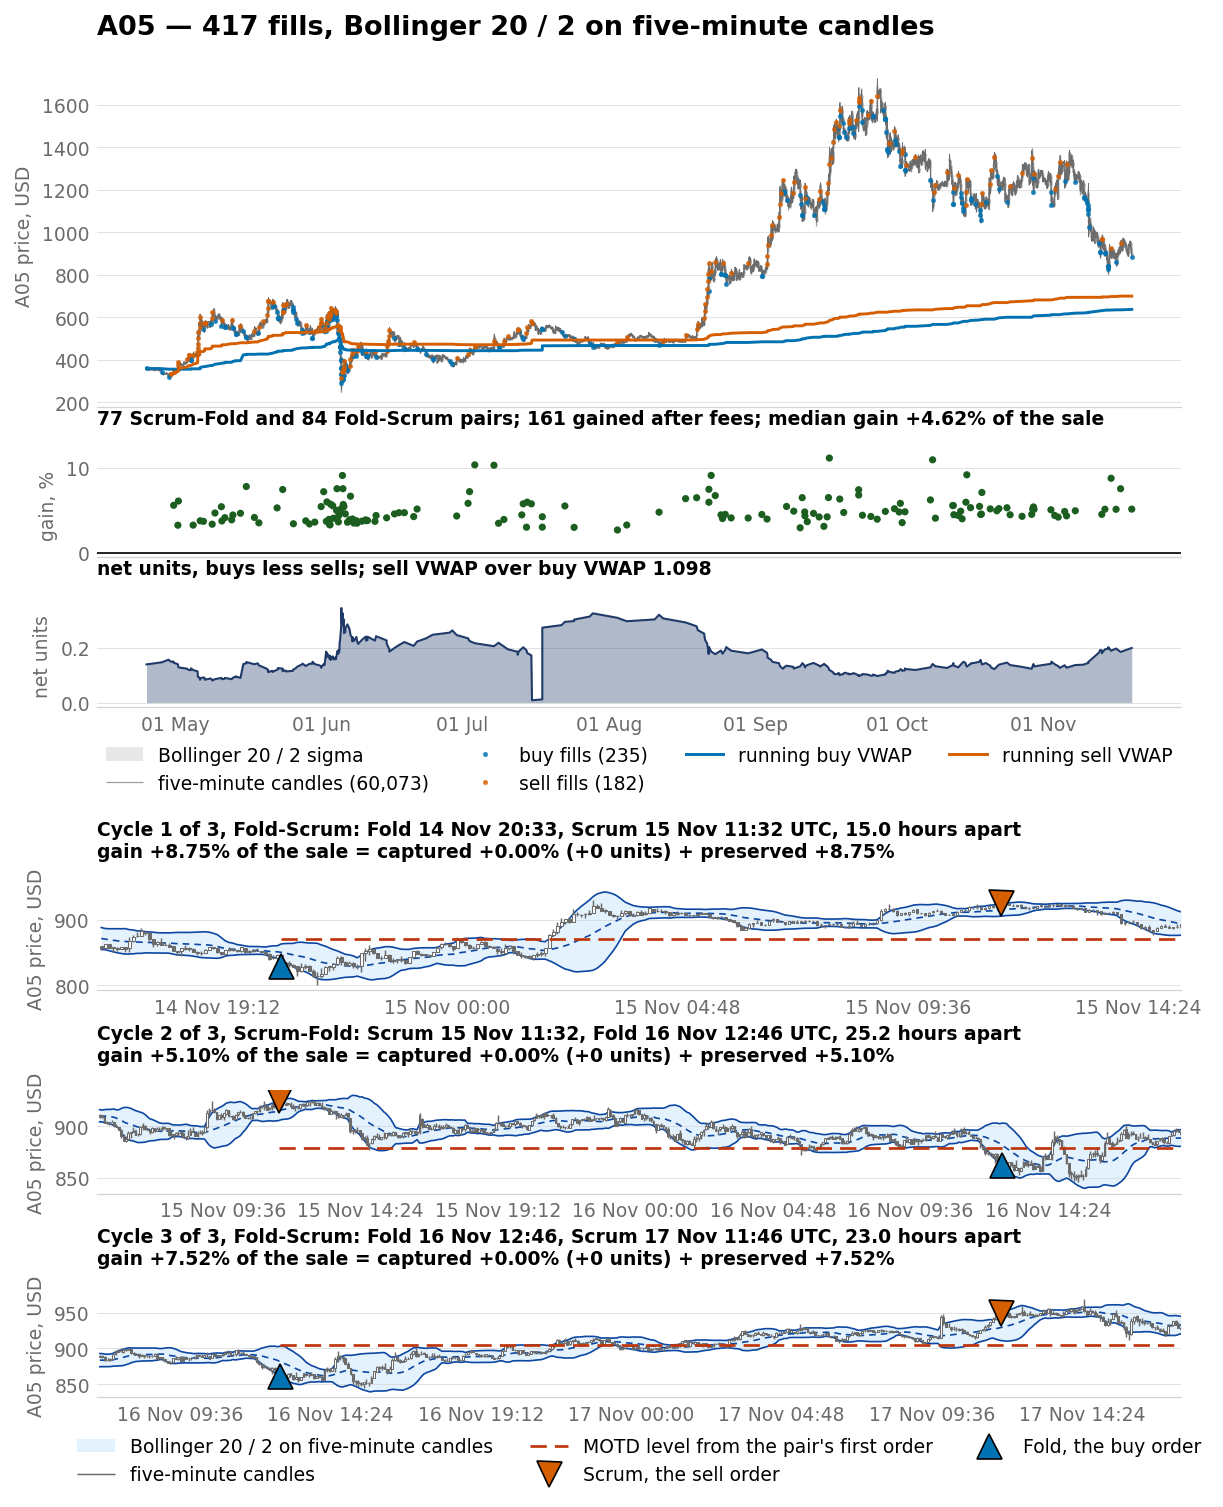 A05 — 417 fills, Bollinger 20 / 2 on five-minute candles
A05 price, USD
1600
1400
1200
1000
800
600
400
200
77 Scrum-Fold and 84 Fold-Scrum pairs; 161 gained after fees; median gain +4.62% of the sale
gain, %
10
0
net units, buys less sells; sell VWAP over buy VWAP 1.098
net units
0.2
0.0
01 May 01 Jun 01 Jul 01 Aug 01 Sep 01 Oct 01 Nov
Bollinger 20 / 2 sigma buy fills (235) running buy VWAP running sell VWAP
five-minute candles (60,073) sell fills (182)
Cycle 1 of 3, Fold-Scrum: Fold 14 Nov 20:33, Scrum 15 Nov 11:32 UTC, 15.0 hours apart
gain +8.75% of the sale = captured +0.00% (+0 units) + preserved +8.75%
A05 price, USD
900
800
14 Nov 19:12 15 Nov 00:00 15 Nov 04:48 15 Nov 09:36 15 Nov 14:24
Cycle 2 of 3, Scrum-Fold: Scrum 15 Nov 11:32, Fold 16 Nov 12:46 UTC, 25.2 hours apart
gain +5.10% of the sale = captured +0.00% (+0 units) + preserved +5.10%
A05 price, USD
900
850
15 Nov 09:36 15 Nov 14:24 15 Nov 19:12 16 Nov 00:00 16 Nov 04:48 16 Nov 09:36 16 Nov 14:24
Cycle 3 of 3, Fold-Scrum: Fold 16 Nov 12:46, Scrum 17 Nov 11:46 UTC, 23.0 hours apart
gain +7.52% of the sale = captured +0.00% (+0 units) + preserved +7.52%
A05 price, USD
950
900
850
16 Nov 09:36 16 Nov 14:24 16 Nov 19:12 17 Nov 00:00 17 Nov 04:48 17 Nov 09:36 17 Nov 14:24
Bollinger 20 / 2 on five-minute candles MOTD level from the pair's first order Fold, the buy order
five-minute candles Scrum, the sell order